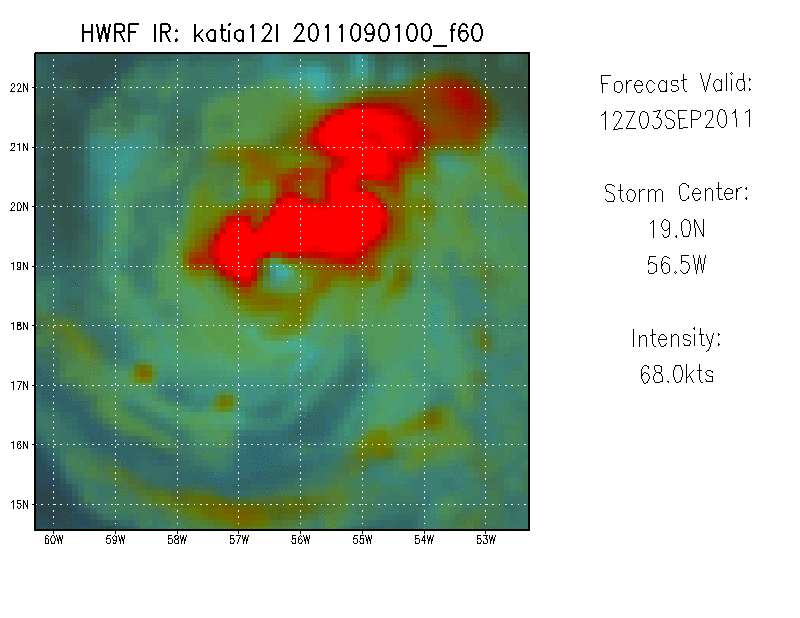 HWRF IR: katia12l 2011090100_f60
Forecast Valid:
12Z03SEP2011
Storm Center:
19.0N
56.5W
Intensity:
68.0kts
22N
21N
20N
19N
18N
17N
16N
15N
60W 59W 58W 57W 56W 55W 54W 53W